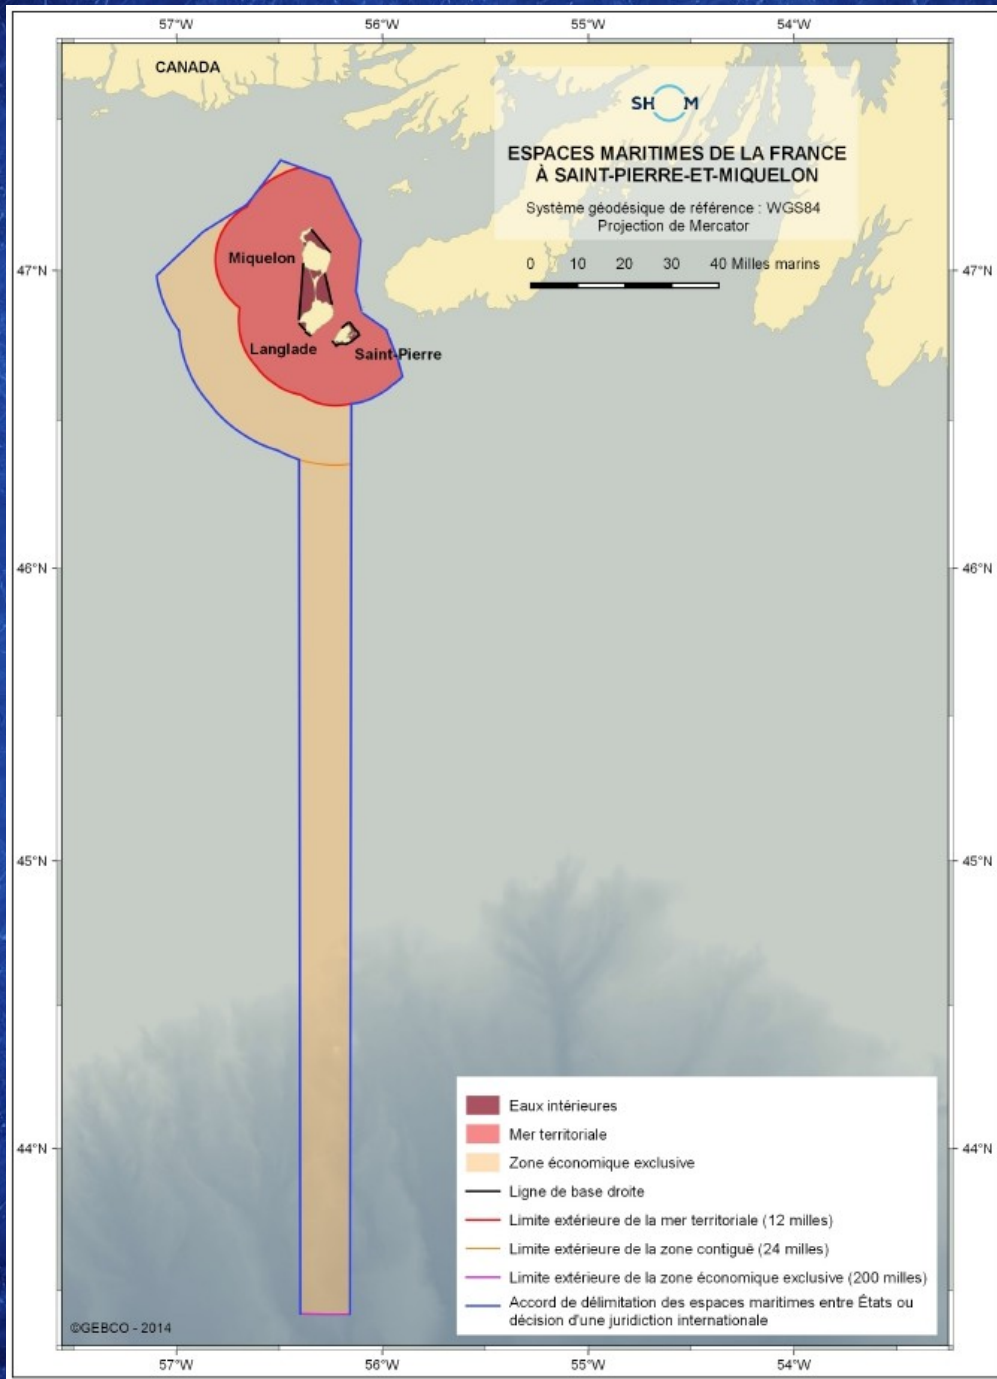 57°W 56°W 55°W 54°W
CANADA
SHOM
ESPACES MARITIMES DE LA FRANCE
À SAINT-PIERRE-ET-MIQUELON
Système géodésique de référence : WGS84
Projection de Mercator
0 10 20 30 40 Milles marins
Miquelon
47°N 47°N
Langlade
Saint-Pierre
46°N 46°N
45°N 45°N
44°N 44°N
Eaux intérieures
Mer territoriale
Zone économique exclusive
Ligne de base droite
Limite extérieure de la mer territoriale (12 milles)
Limite extérieure de la zone contiguë (24 milles)
Limite extérieure de la zone économique exclusive (200 milles)
Accord de délimitation des espaces maritimes entre États ou
décision d'une juridiction internationale
©GEBCO - 2014
57°W 56°W 55°W 54°W